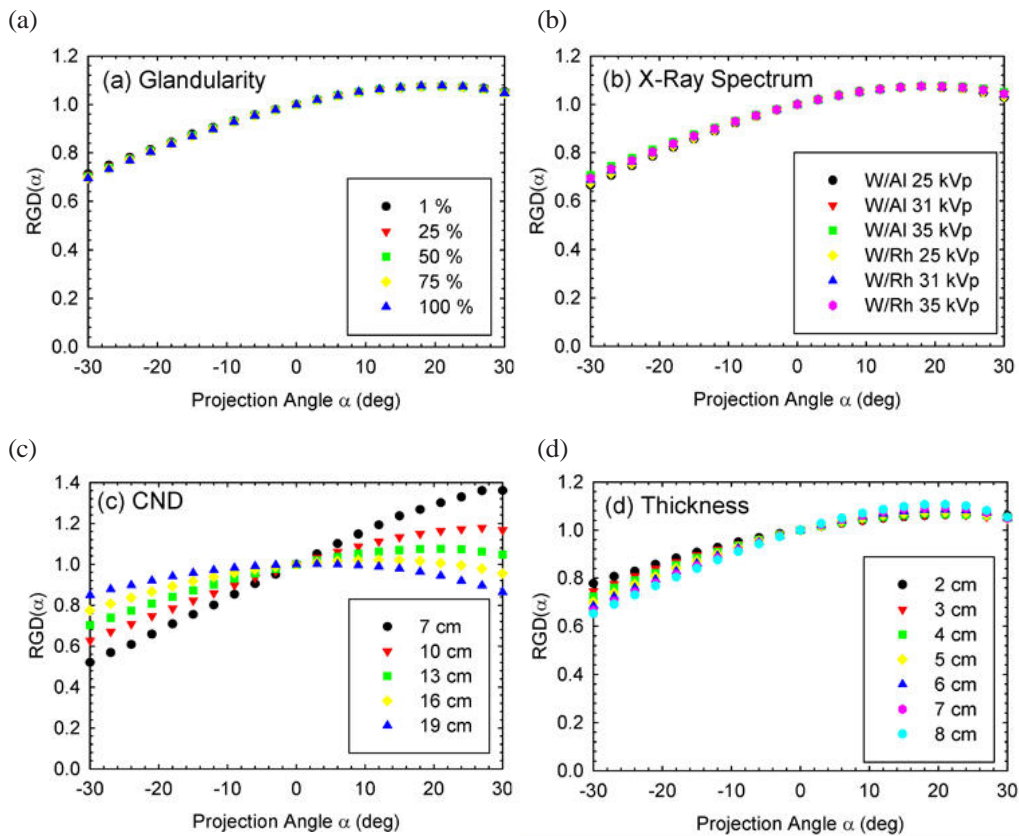 (a)
(a) Glandularity
1.2
1.0
0.8
0.6
0.4
0.2
0.0
RGD(α)
1 %
25 %
50 %
75 %
100 %
-30 -20 -10 0 10 20 30
Projection Angle α (deg)
(b)
(b) X-Ray Spectrum
1.2
1.0
0.8
0.6
0.4
0.2
0.0
RGD(α)
W/Al 25 kVp
W/Al 31 kVp
W/Al 35 kVp
W/Rh 25 kVp
W/Rh 31 kVp
W/Rh 35 kVp
-30 -20 -10 0 10 20 30
Projection Angle α (deg)
(c)
(c) CND
1.4
1.2
1.0
0.8
0.6
0.4
0.2
0.0
RGD(α)
7 cm
10 cm
13 cm
16 cm
19 cm
-30 -20 -10 0 10 20 30
Projection Angle α (deg)
(d)
(d) Thickness
1.2
1.0
0.8
0.6
0.4
0.2
0.0
RGD(α)
2 cm
3 cm
4 cm
5 cm
6 cm
7 cm
8 cm
-30 -20 -10 0 10 20 30
Projection Angle α (deg)